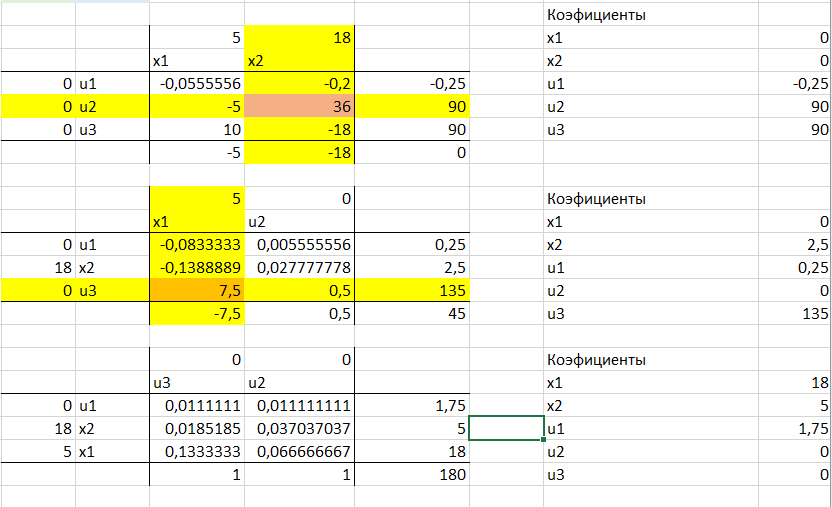 Коэфициенты
5 18 x1 0
x1 x2 x2 0
0 u1 -0,0555556 -0,2 -0,25 u1 -0,25
0 u2 -5 36 90 u2 90
0 u3 10 -18 90 u3 90
-5 -18 0
5 0 Коэфициенты
x1 u2 x1 0
0 u1 -0,0833333 0,005555556 0,25 x2 2,5
18 x2 -0,1388889 0,027777778 2,5 u1 0,25
0 u3 7,5 0,5 135 u2 0
-7,5 0,5 45 u3 135
0 0 Коэфициенты
u3 u2 x1 18
0 u1 0,0111111 0,011111111 1,75 x2 5
18 x2 0,0185185 0,037037037 5 u1 1,75
5 x1 0,1333333 0,066666667 18 u2 0
1 1 180 u3 0